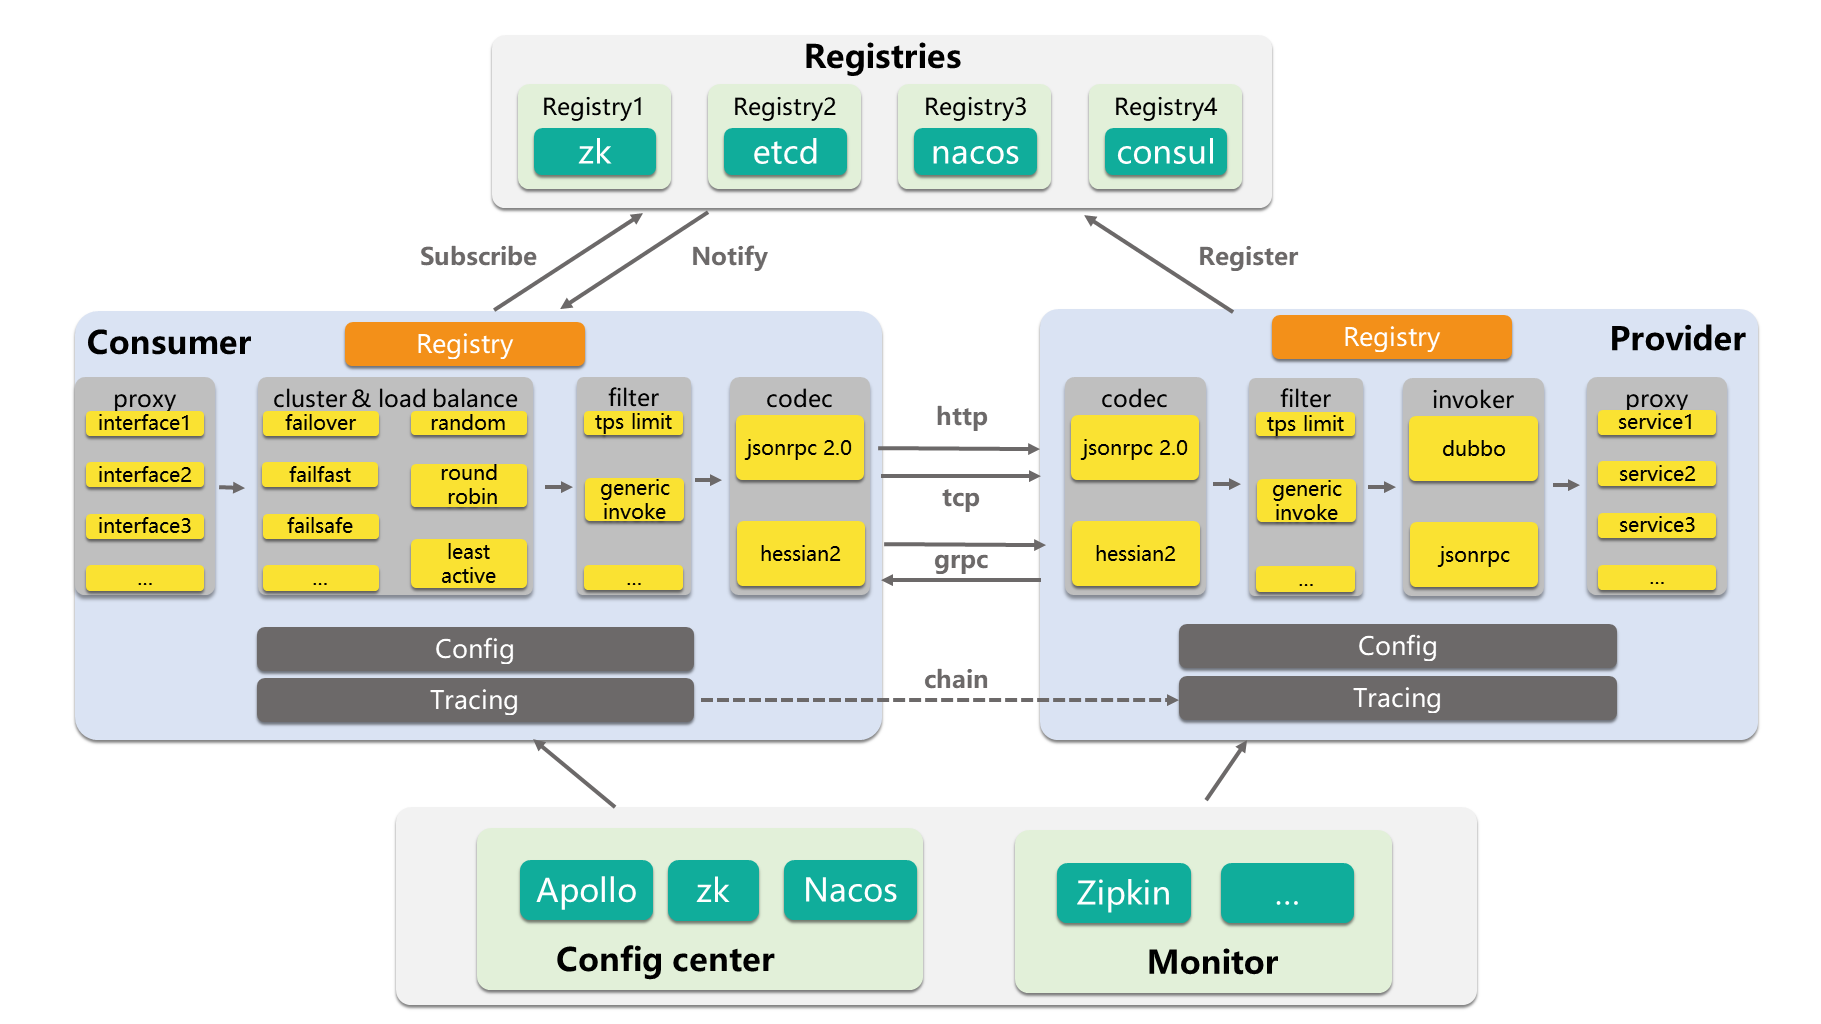 Registries
Registry1
zk
Registry2
etcd
Registry3
nacos
Registry4
consul
Subscribe
Notify
Register
Consumer
Registry
proxy
interface1
interface2
interface3
...
cluster & load balance
failover
failfast
failsafe
...
random
round
robin
least
active
filter
tps limit
generic
invoke
...
codec
jsonrpc 2.0
hessian2
Config
Tracing
http
tcp
grpc
chain
Provider
Registry
codec
jsonrpc 2.0
hessian2
filter
tps limit
generic
invoke
...
invoker
dubbo
jsonrpc
proxy
service1
service2
service3
...
Config
Tracing
Apollo
zk
Nacos
Config center
Zipkin
...
Monitor